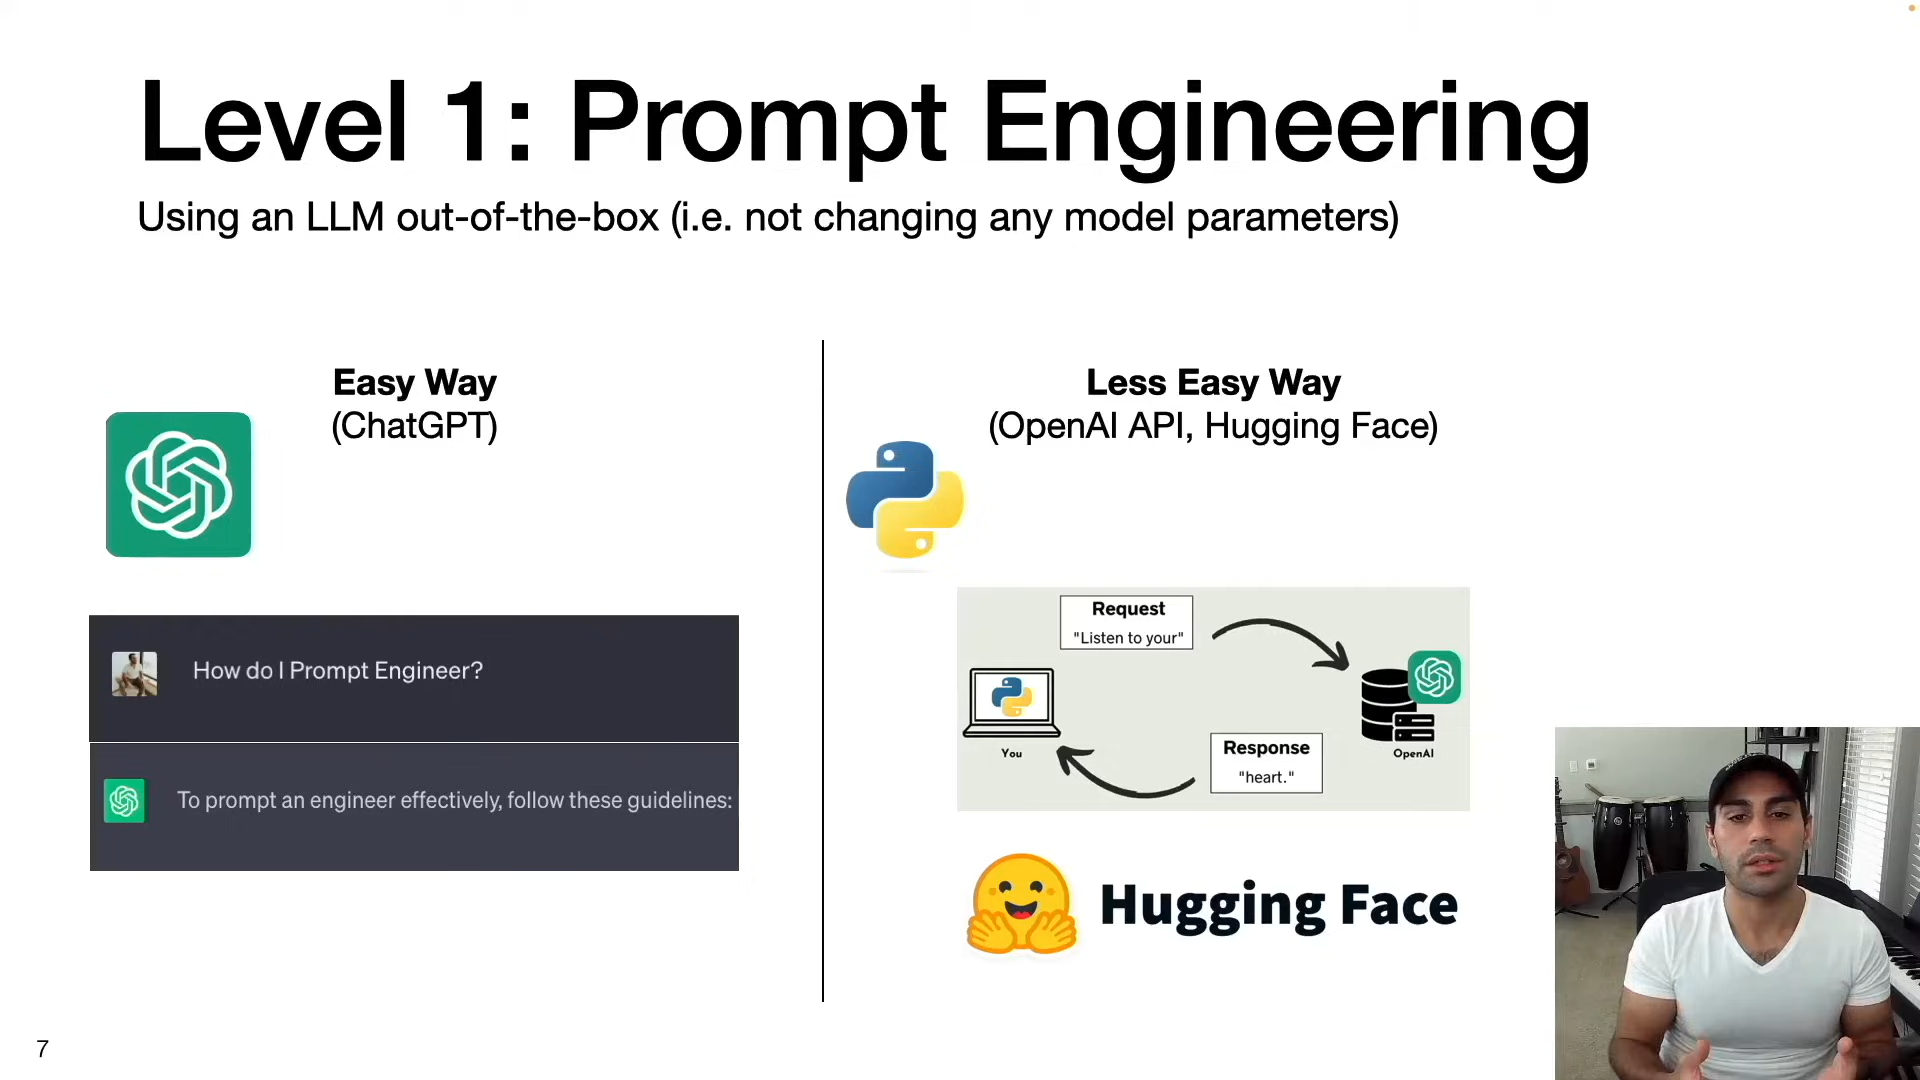 Level 1: Prompt Engineering
Using an LLM out-of-the-box (i.e. not changing any model parameters)
Easy Way
(ChatGPT)
How do I Prompt Engineer?
To prompt an engineer effectively, follow these guidelines:
Less Easy Way
(OpenAI API, Hugging Face)
Request
"Listen to your"
You
OpenAI
Response
"heart."
Hugging Face
7